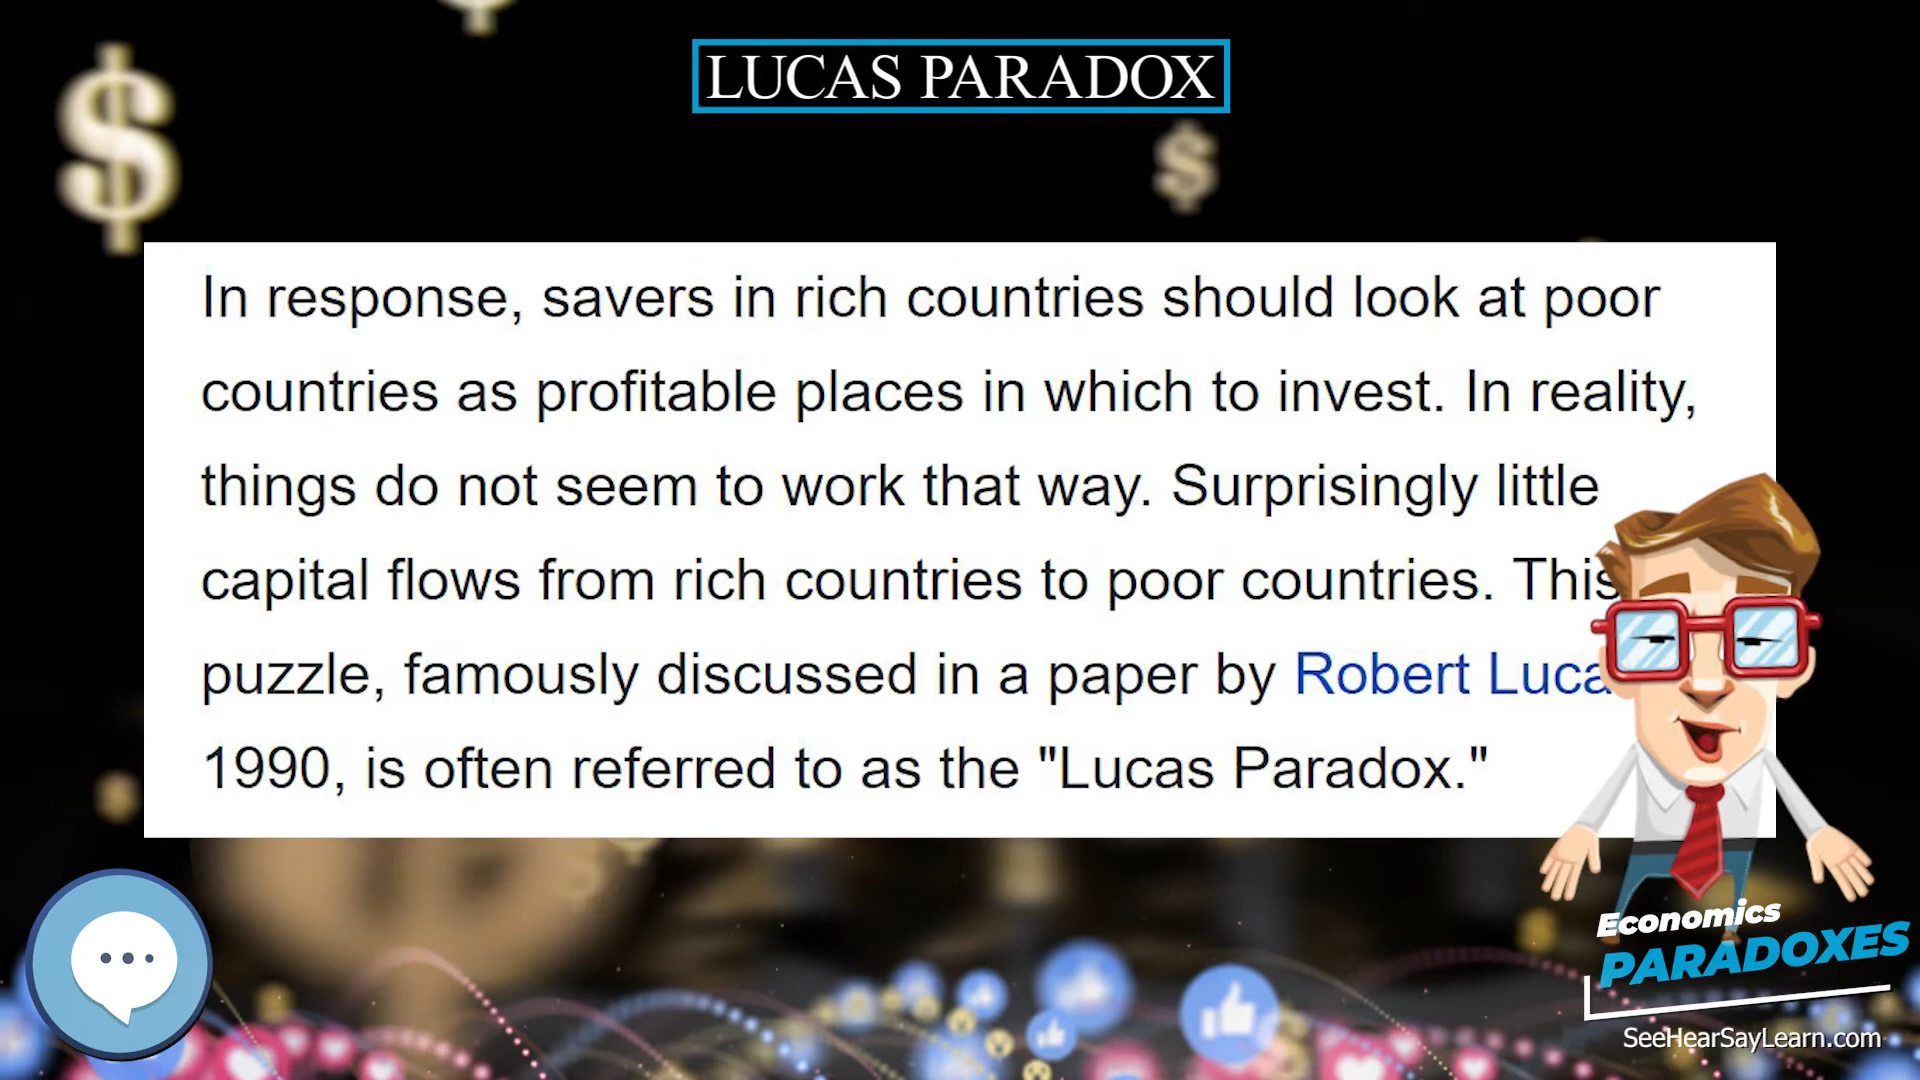 LUCAS PARADOX
In response, savers in rich countries should look at poor
countries as profitable places in which to invest. In reality,
things do not seem to work that way. Surprisingly little
capital flows from rich countries to poor countries. This
puzzle, famously discussed in a paper by Robert
1990, is often referred to as the "Lucas Paradox."
Economics
PARADOXES
SeeHearSayLearn.com